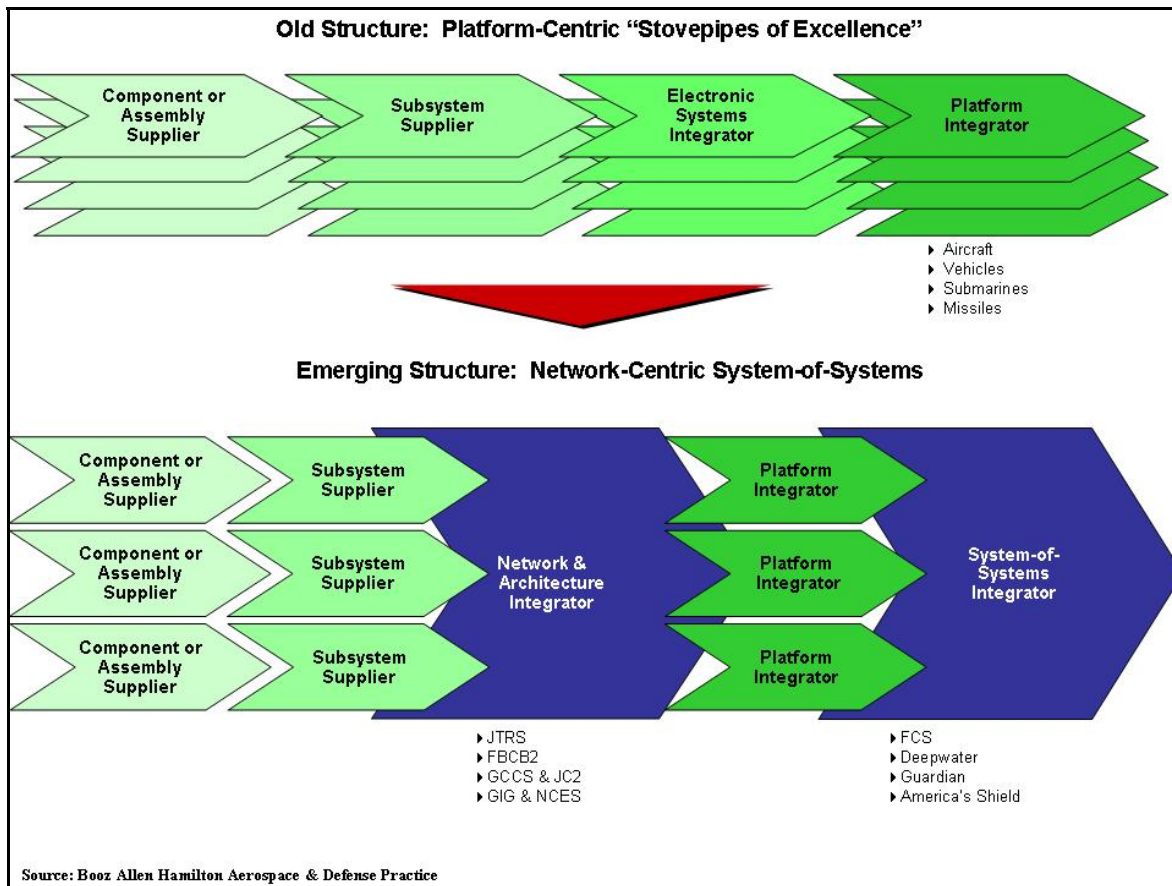 Old Structure:  Platform-Centric “Stovepipes of Excellence”
Component or
Assembly
Supplier
Subsystem
Supplier
Electronic
Systems
Integrator
Platform
Integrator
Aircraft
Vehicles
Submarines
Missiles
Emerging Structure:  Network-Centric System-of-Systems
Component or
Assembly
Supplier
Subsystem
Supplier
Platform
Integrator
Component or
Assembly
Supplier
Subsystem
Supplier
Network &
Architecture
Integrator
Platform
Integrator
System-of-
Systems
Integrator
Component or
Assembly
Supplier
Subsystem
Supplier
Platform
Integrator
JTRS
FBCB2
GCCS & JC2
GIG & NCES
FCS
Deepwater
Guardian
America's Shield
Source: Booz Allen Hamilton Aerospace & Defense Practice